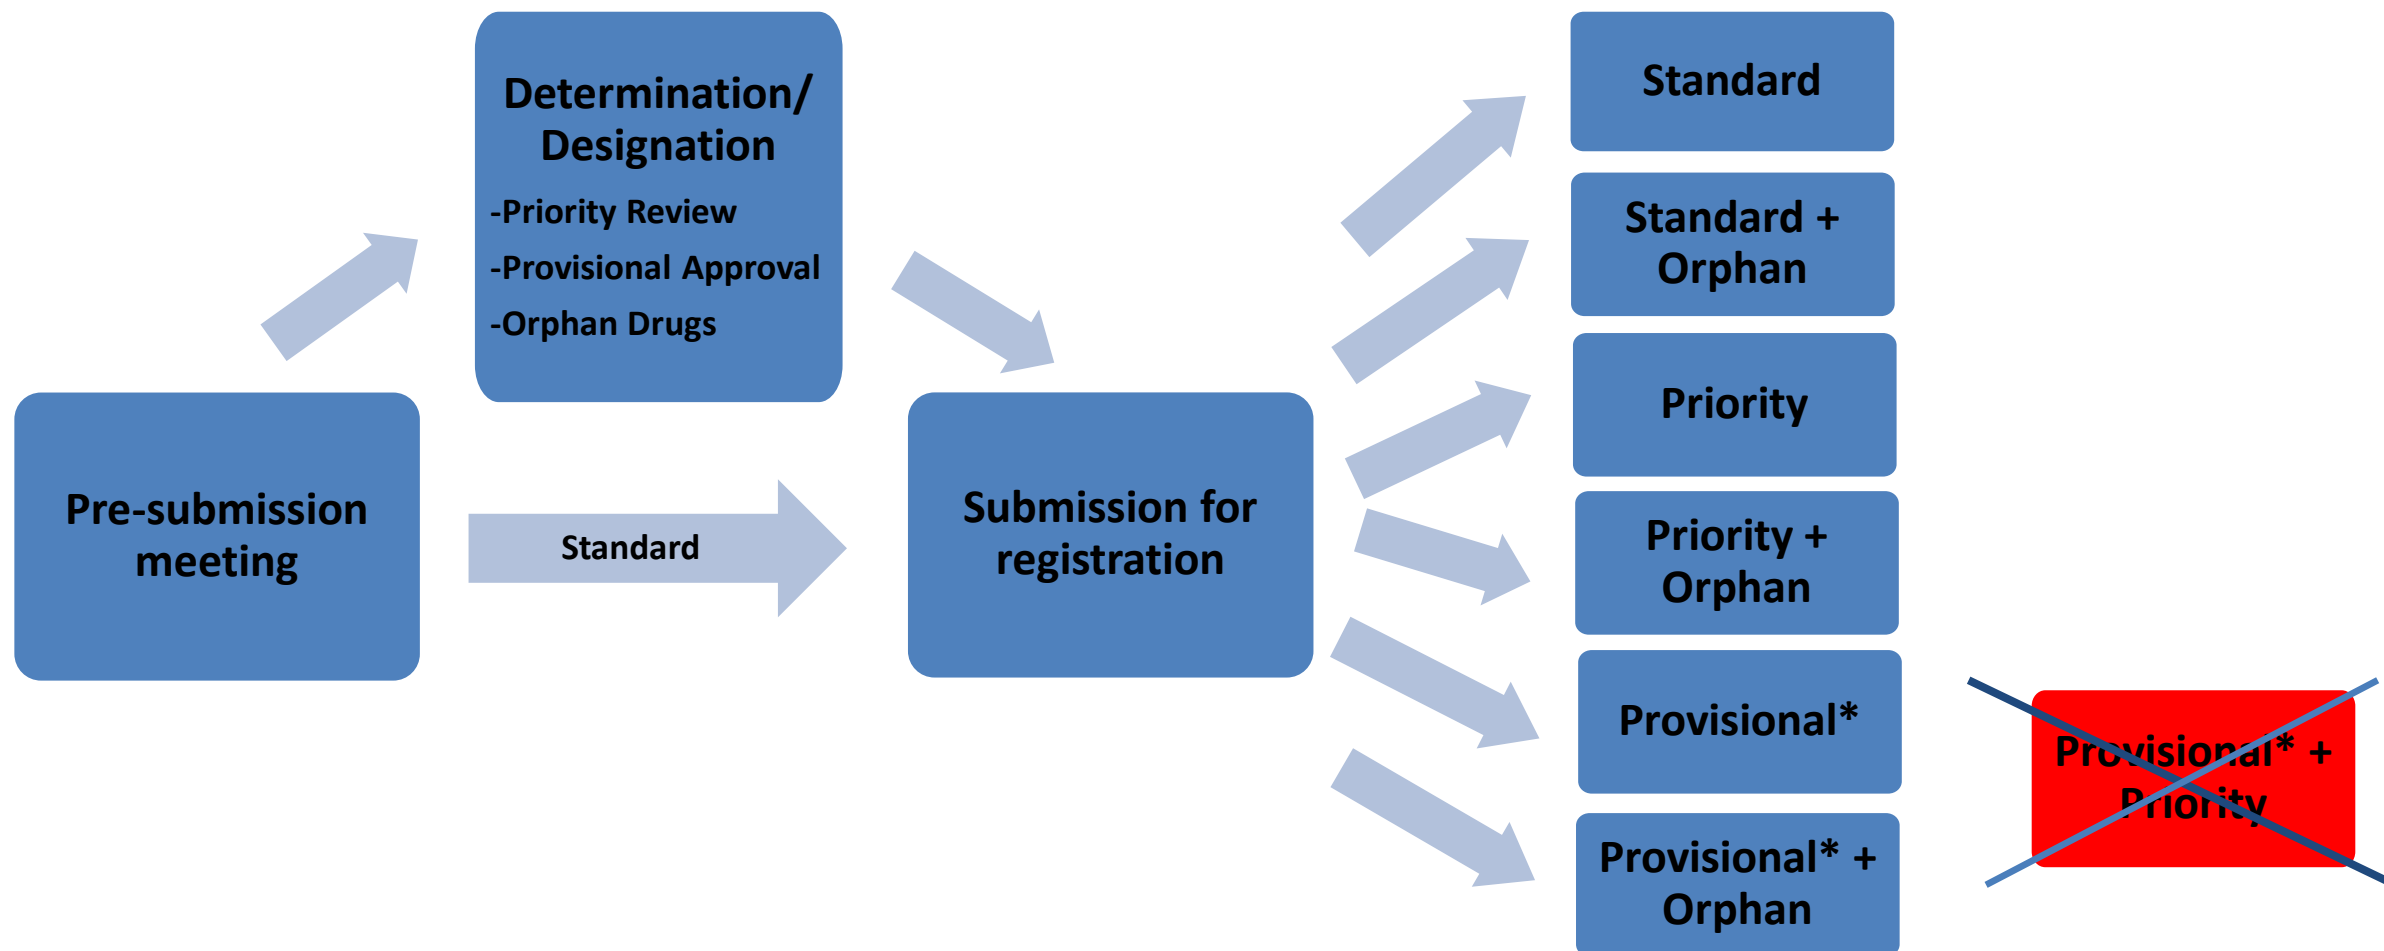 Determination/
Designation
-Priority Review
-Provisional Approval
-Orphan Drugs
Pre-submission
meeting
Standard
Submission for
registration
Standard
Standard +
Orphan
Priority
Priority +
Orphan
Provisional*
Provisional* +
Orphan
Provisional* +
Priority